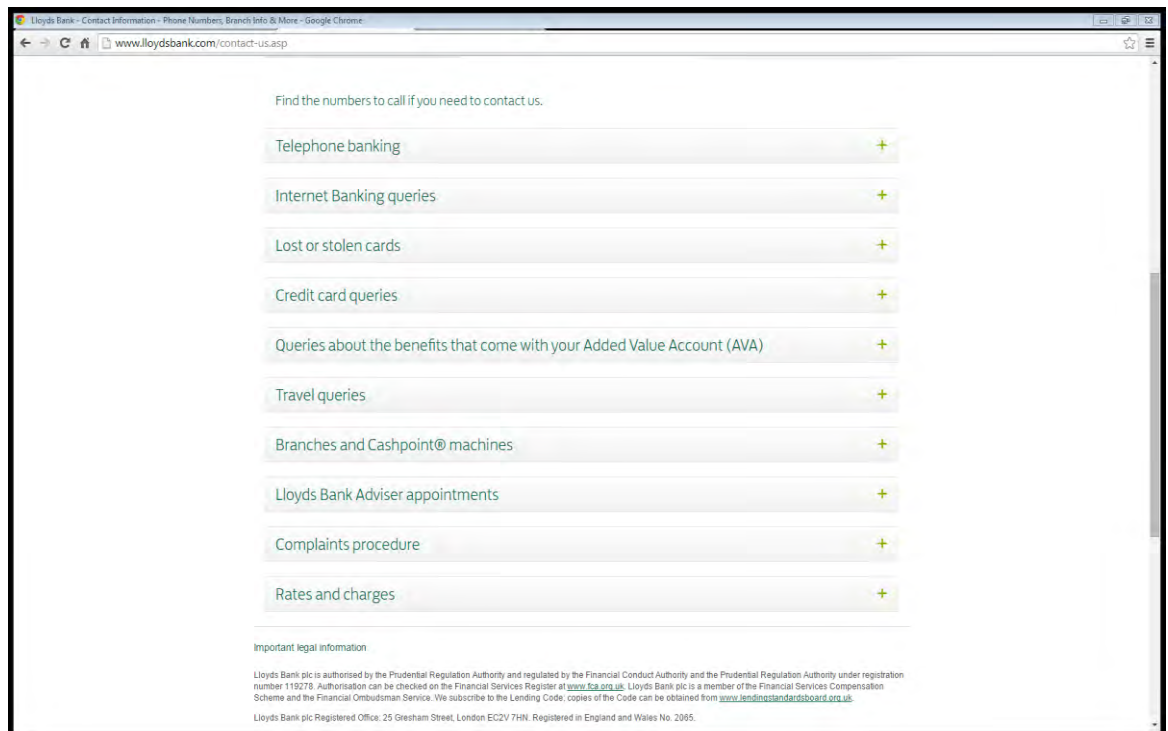 Lloyds Bank - Contact Information - Phone Numbers, Branch Info & More - Google Chrome
www.lloydsbank.com/contact-us.asp
Find the numbers to call if you need to contact us.
Telephone banking +
Internet Banking queries +
Lost or stolen cards +
Credit card queries +
Queries about the benefits that come with your Added Value Account (AVA) +
Travel queries +
Branches and Cashpoint® machines +
Lloyds Bank Adviser appointments +
Complaints procedure +
Rates and charges +
Important legal information
Lloyds Bank plc is authorised by the Prudential Regulation Authority and regulated by the Financial Conduct Authority and the Prudential Regulation Authority under registration
number 119278. Authorisation can be checked on the Financial Services Register at www.fca.org.uk. Lloyds Bank plc is a member of the Financial Services Compensation
Scheme and the Financial Ombudsman Service. We subscribe to the Lending Code; copies of the Code can be obtained from www.lendingstandardsboard.org.uk.
Lloyds Bank plc Registered Office: 25 Gresham Street, London EC2V 7HN. Registered in England and Wales No. 2065.